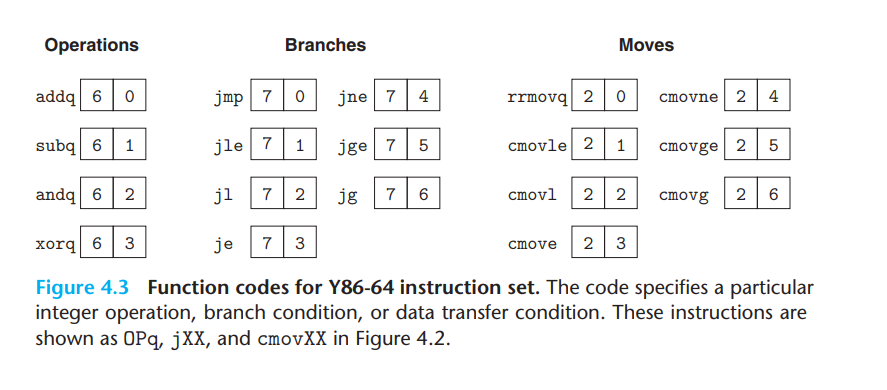 Operations Branches Moves
addq 6 0 jmp 7 0 jne 7 4 rrmovq 2 0 cmovne 2 4
subq 6 1 jle 7 1 jge 7 5 cmovle 2 1 cmovge 2 5
andq 6 2 jl 7 2 jg 7 6 cmovl 2 2 cmovg 2 6
xorq 6 3 je 7 3 cmove 2 3
Figure 4.3 Function codes for Y86-64 instruction set. The code specifies a particular
integer operation, branch condition, or data transfer condition. These instructions are
shown as OPq, jXX, and cmovXX in Figure 4.2.